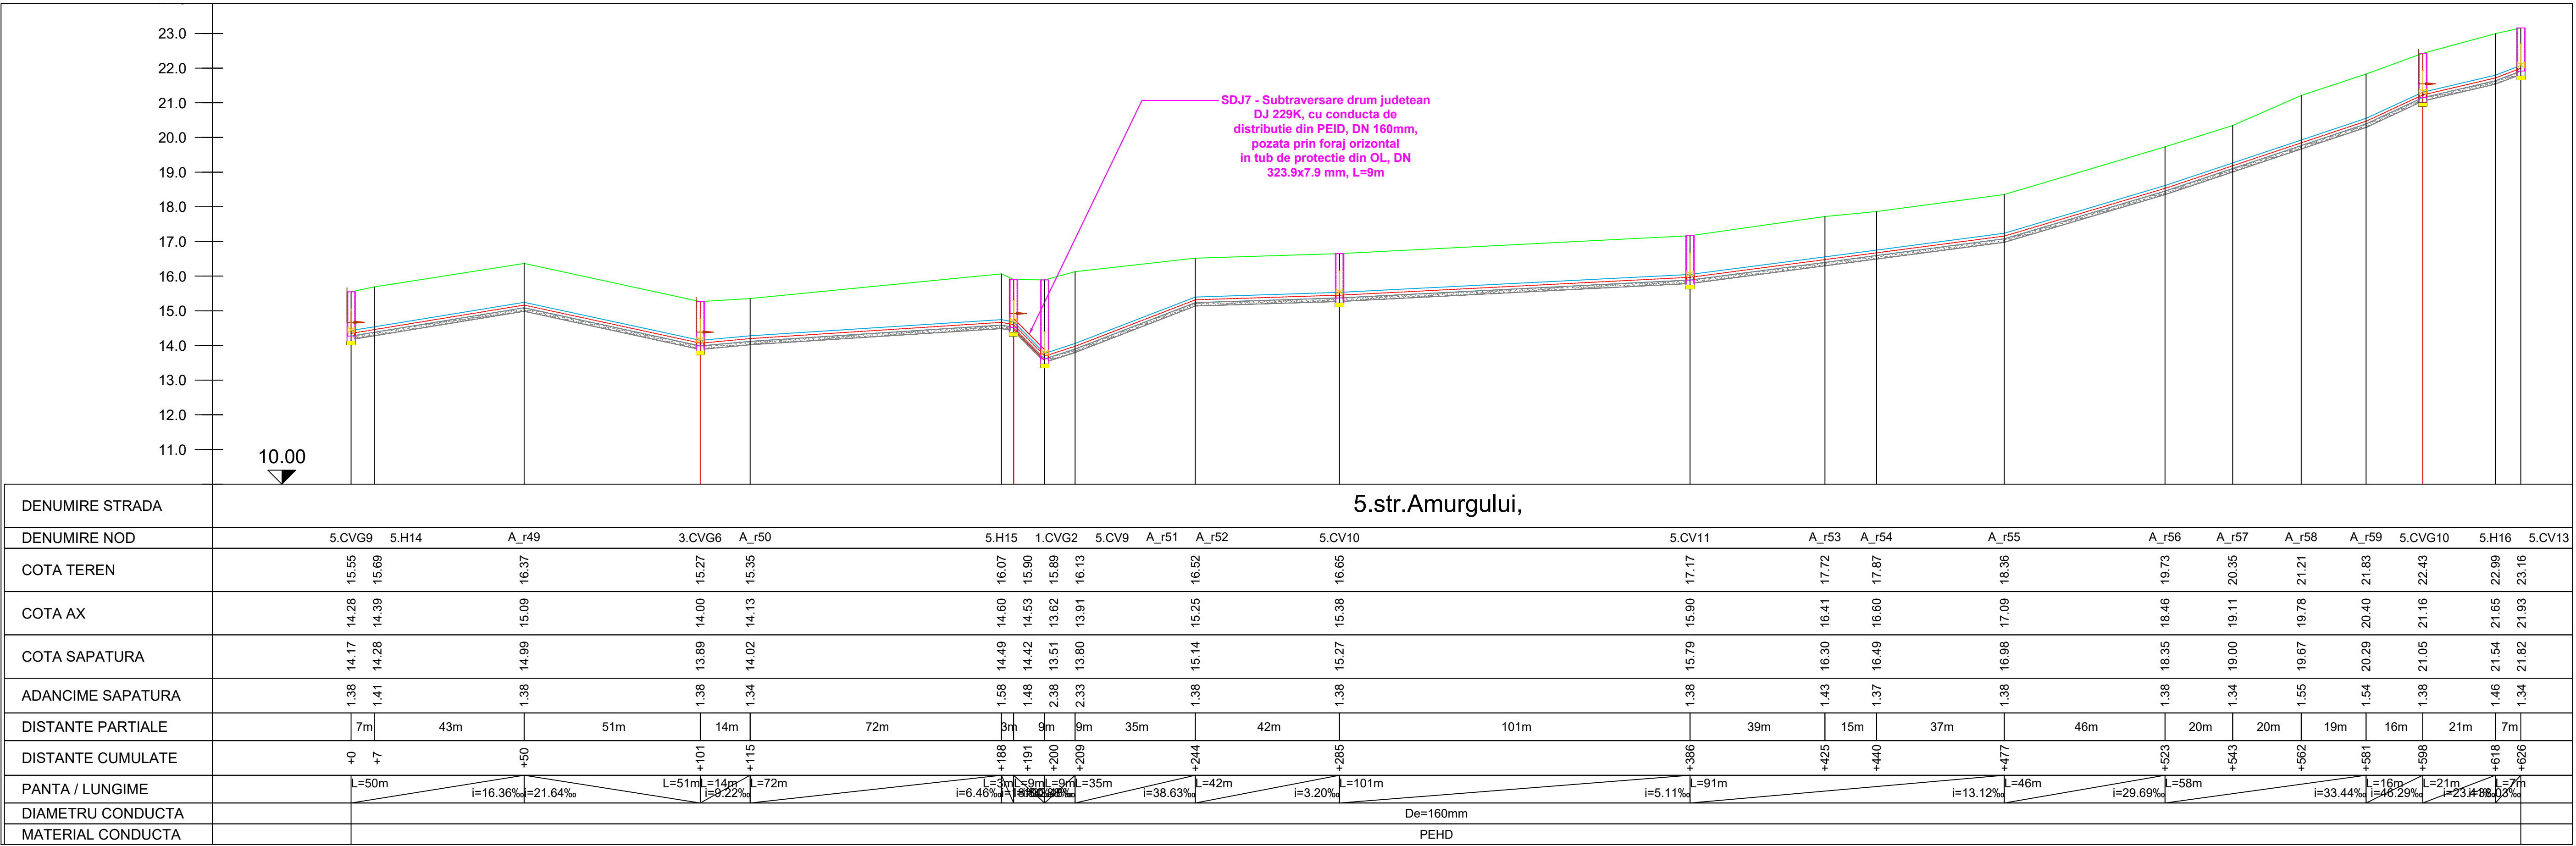 23.0
22.0
21.0
20.0
19.0
18.0
17.0
16.0
15.0
14.0
13.0
12.0
11.0
10.00
SDJ7 - Subtraversare drum judetean
DJ 229K, cu conducta de
distributie din PEID, DN 160mm,
pozata prin foraj orizontal
in tub de protectie din OL, DN
323.9x7.9 mm, L=9m
DENUMIRE STRADA 5.str.Amurgului,
DENUMIRE NOD 5.CVG9 5.H14 A_r49 3.CVG6 A_r50 5.H15 1.CVG2 5.CV9 A_r51 A_r52 5.CV10 5.CV11 A_r53 A_r54 A_r55 A_r56 A_r57 A_r58 A_r59 5.CVG10 5.H16 5.CV13
COTA TEREN 15.55 15.69 16.37 15.27 15.35 16.07 15.90 15.89 16.13 16.52 16.65 17.17 17.72 17.87 18.36 19.73 20.35 21.21 21.83 22.43 22.99 23.16
COTA AX 14.28 14.39 15.09 14.00 14.13 14.60 14.53 13.62 13.91 15.25 15.38 15.90 16.41 16.60 17.09 18.46 19.11 19.78 20.40 21.16 21.65 21.93
COTA SAPATURA 14.17 14.28 14.99 13.89 14.02 14.49 14.42 13.51 13.80 15.14 15.27 15.79 16.30 16.49 16.98 18.35 19.00 19.67 20.29 21.05 21.54 21.82
ADANCIME SAPATURA 1.38 1.41 1.38 1.38 1.34 1.58 1.48 2.38 2.33 1.38 1.38 1.38 1.43 1.37 1.38 1.38 1.34 1.55 1.54 1.38 1.46 1.34
DISTANTE PARTIALE 7m 43m 51m 14m 72m 3m 9m 9m 35m 42m 101m 39m 15m 37m 46m 20m 20m 19m 16m 21m 7m
DISTANTE CUMULATE +0 +7 +50 +101 +115 +188 +191 +200 +209 +244 +285 +386 +425 +440 +477 +523 +543 +562 +581 +598 +618 +626
PANTA / LUNGIME L=50m L=51m L=14m L=72m L=3m L=9m L=9m L=35m L=42m L=101m L=91m L=46m L=58m L=16m L=21m L=7m
i=16.36‰ i=21.64‰ i=9.22‰ i=6.46‰ i=38.63‰ i=3.20‰ i=5.11‰ i=13.12‰ i=29.69‰ i=33.44‰ i=46.29‰
DIAMETRU CONDUCTA De=160mm
MATERIAL CONDUCTA PEHD